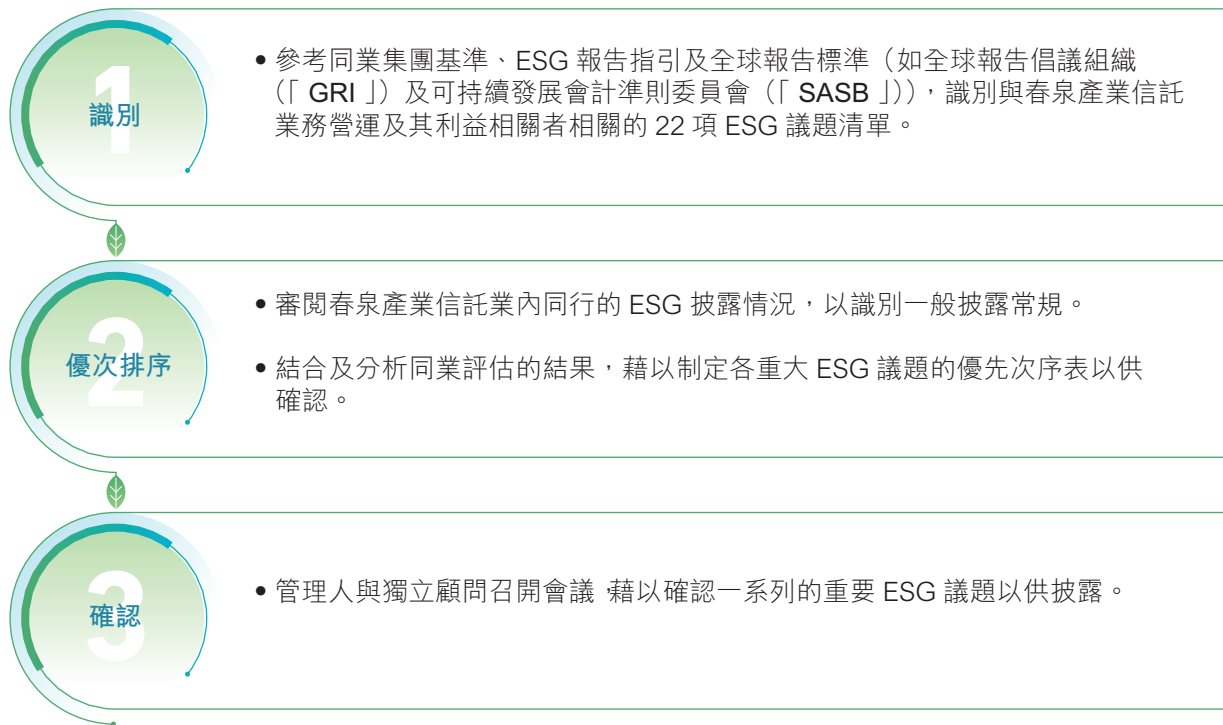 1
識別
• 參考同業集團基準、ESG 報告指引及全球報告標準（如全球報告倡議組織
（「 GRI 」）及可持續發展會計準則委員會（「 SASB 」)），識別與春泉產業信託
業務營運及其利益相關者相關的 22 項 ESG 議題清單。
2
優次排序
• 審閱春泉產業信託業內同行的 ESG 披露情況，以識別一般披露常規。
• 結合及分析同業評估的結果，藉以制定各重大 ESG 議題的優先次序表以供
確認。
3
確認
• 管理人與獨立顧問召開會議，藉以確認一系列的重要 ESG 議題以供披露。